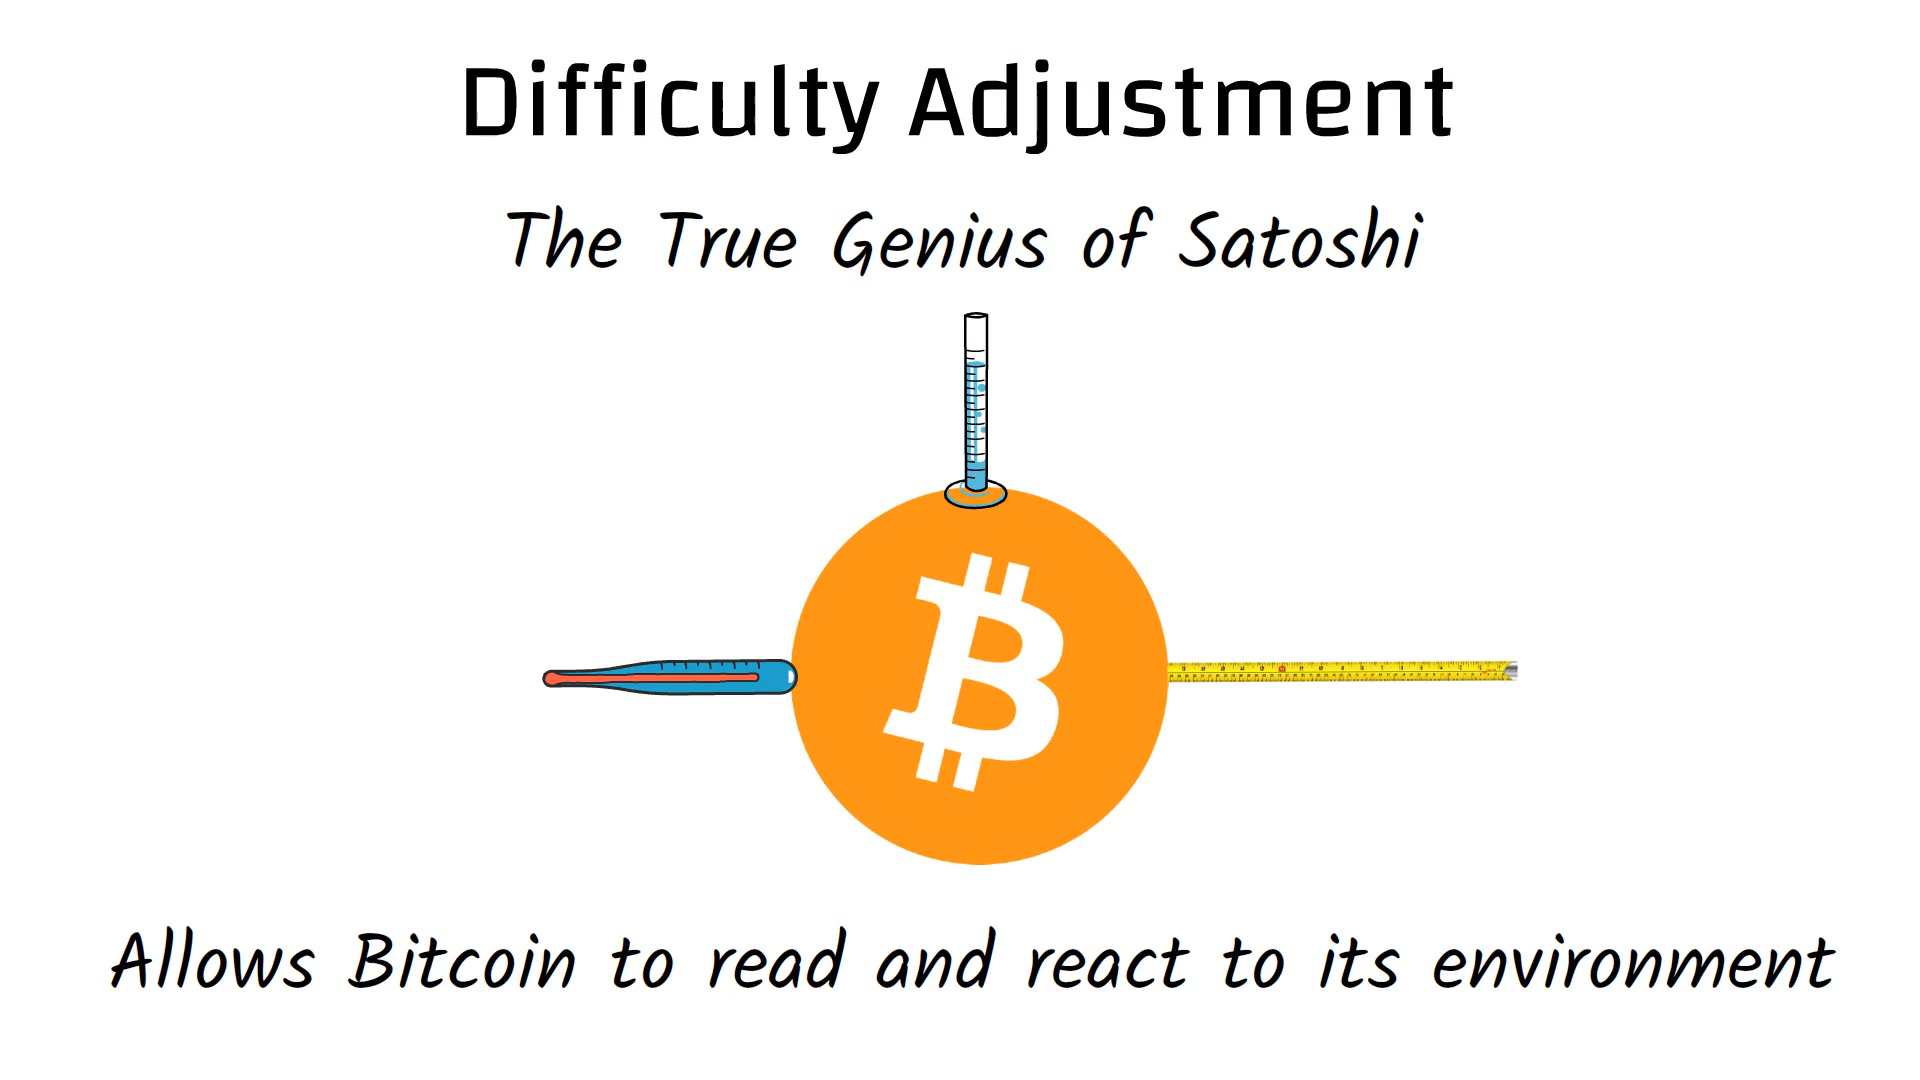 Difficulty Adjustment
The True Genius of Satoshi
Allows Bitcoin to read and react to its environment